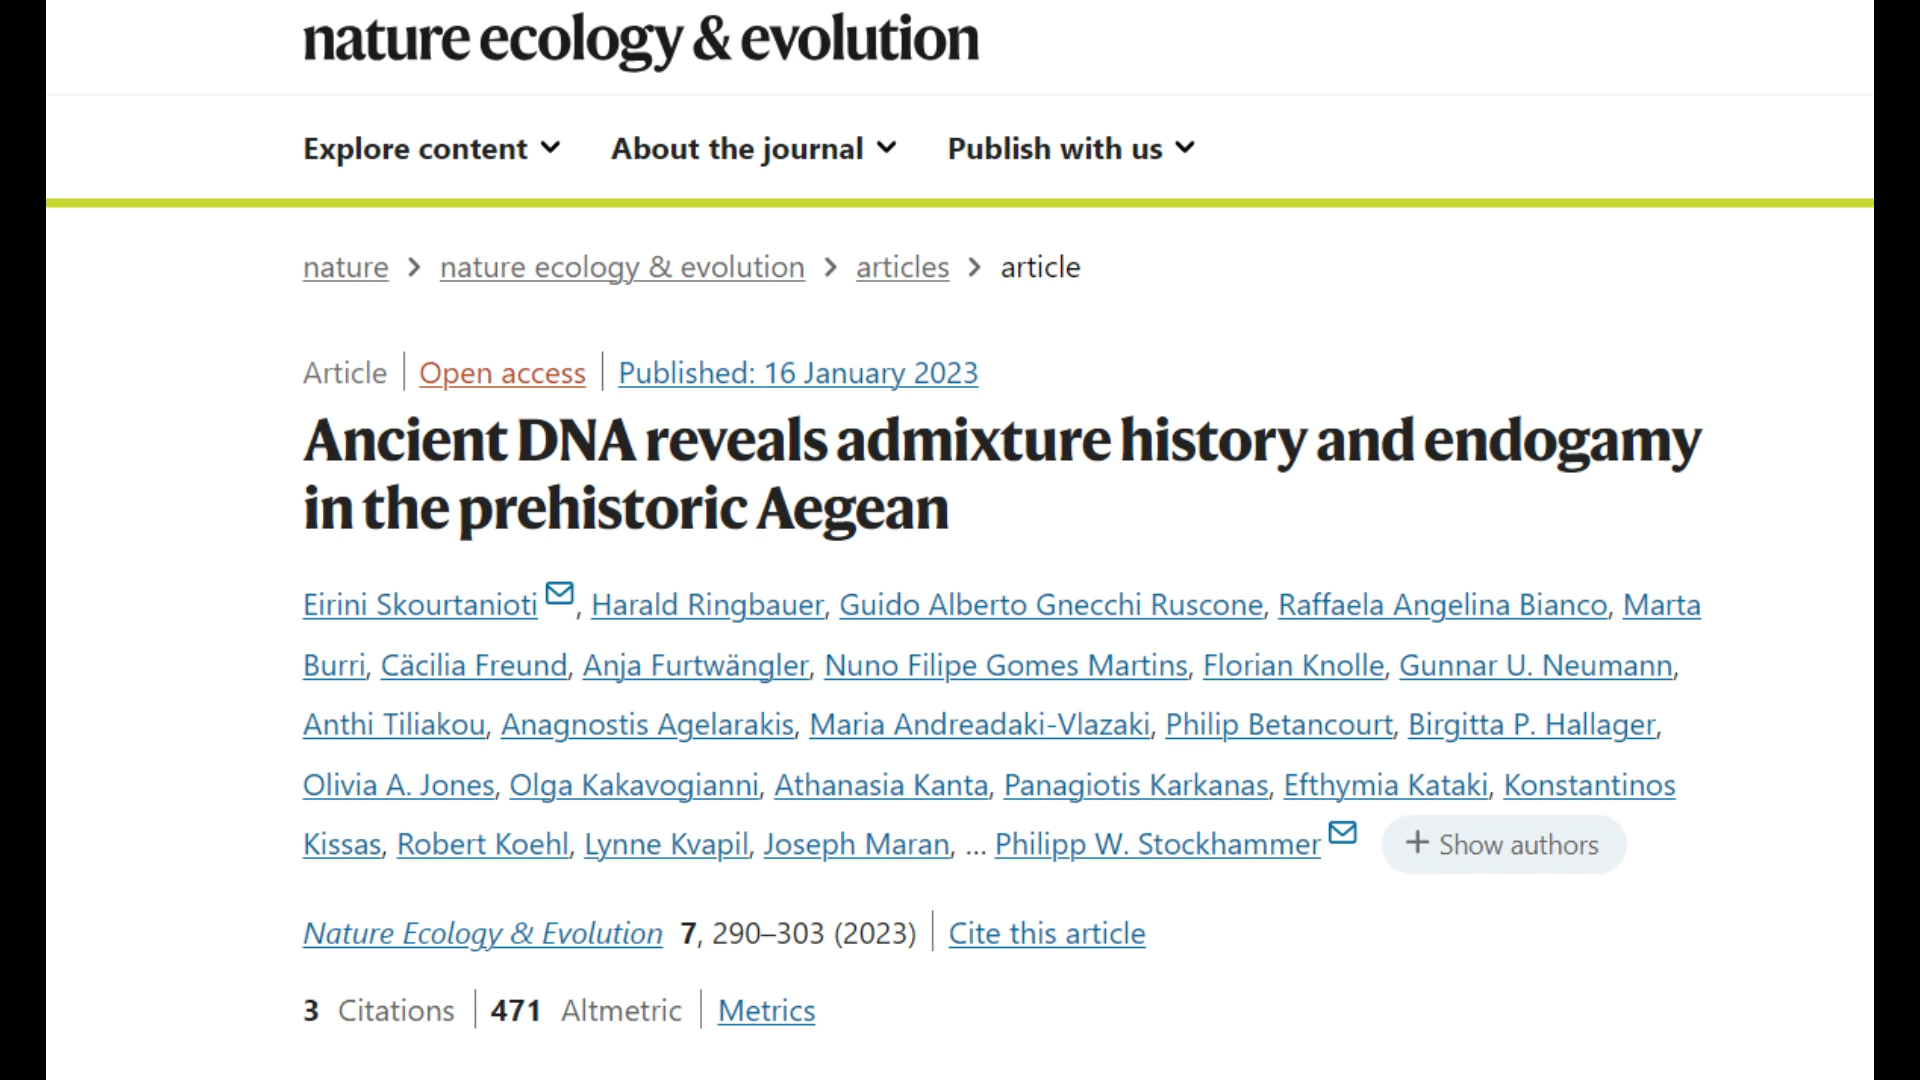 nature ecology & evolution
Explore content About the journal Publish with us
nature > nature ecology & evolution > articles > article
Article | Open access | Published: 16 January 2023
Ancient DNA reveals admixture history and endogamy
in the prehistoric Aegean
Eirini Skourtanioti, Harald Ringbauer, Guido Alberto Gnecchi Ruscone, Raffaela Angelina Bianco, Marta
Burri, Cäcilia Freund, Anja Furtwängler, Nuno Filipe Gomes Martins, Florian Knolle, Gunnar U. Neumann,
Anthi Tiliakou, Anagnostis Agelarakis, Maria Andreadaki-Vlazaki, Philip Betancourt, Birgitta P. Hallager,
Olivia A. Jones, Olga Kakavogianni, Athanasia Kanta, Panagiotis Karkanas, Efthymia Kataki, Konstantinos
Kissas, Robert Koehl, Lynne Kvapil, Joseph Maran, ... Philipp W. Stockhammer + Show authors
Nature Ecology & Evolution 7, 290–303 (2023) | Cite this article
3 Citations | 471 Altmetric | Metrics